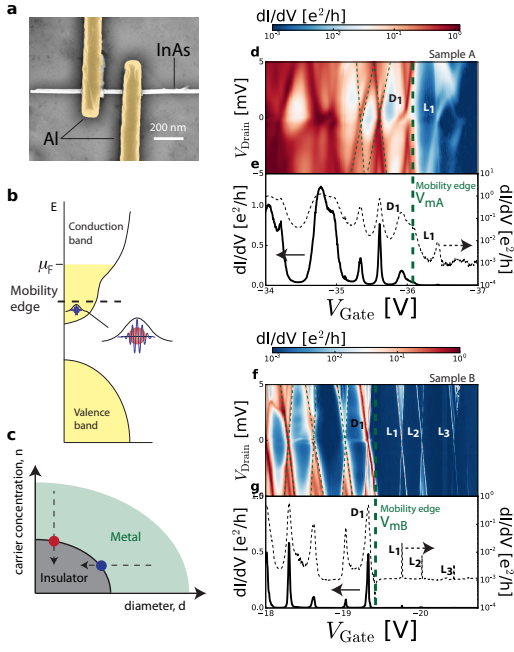 a
InAs
Al
200 nm
b
E
Conduction
band
μF
Mobility
edge
Valence
band
c
carrier concentration, n
Metal
Insulator
diameter, d
dI/dV [e²/h]
10⁻³ 10⁻² 10⁻¹ 10⁰
d Sample A
5
0
−5
VDrain [mV]
D₁
L₁
e
dI/dV [e²/h]
1.0
0.5
0.0
D₁
Mobility edge
VmA
L₁
10¹
10⁰
10⁻¹
10⁻²
10⁻³
10⁻⁴
dI/dV [e²/h]
−34 −35 −36 −37
VGate [V]
dI/dV [e²/h]
10⁻³ 10⁻² 10⁻¹ 10⁰
f Sample B
5
0
VDrain [mV]
D₁
L₁ L₂ L₃
g
dI/dV [e²/h]
1.0
0.5
0.0
D₁
Mobility edge
VmB
L₁
L₂
L₃
10⁰
10⁻¹
10⁻²
10⁻³
10⁻⁴
dI/dV [e²/h]
−18 −19 −20
VGate [V]